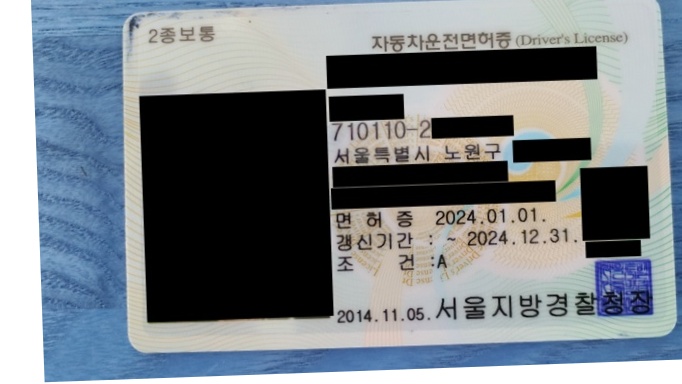 2종보통
자동차운전면허증 (Driver's License)
710110-2
서울특별시 노원구
면 허 증 2024.01.01.
갱신기간 : ~ 2024.12.31.
조 건 :A
2014.11.05. 서울지방경찰청장